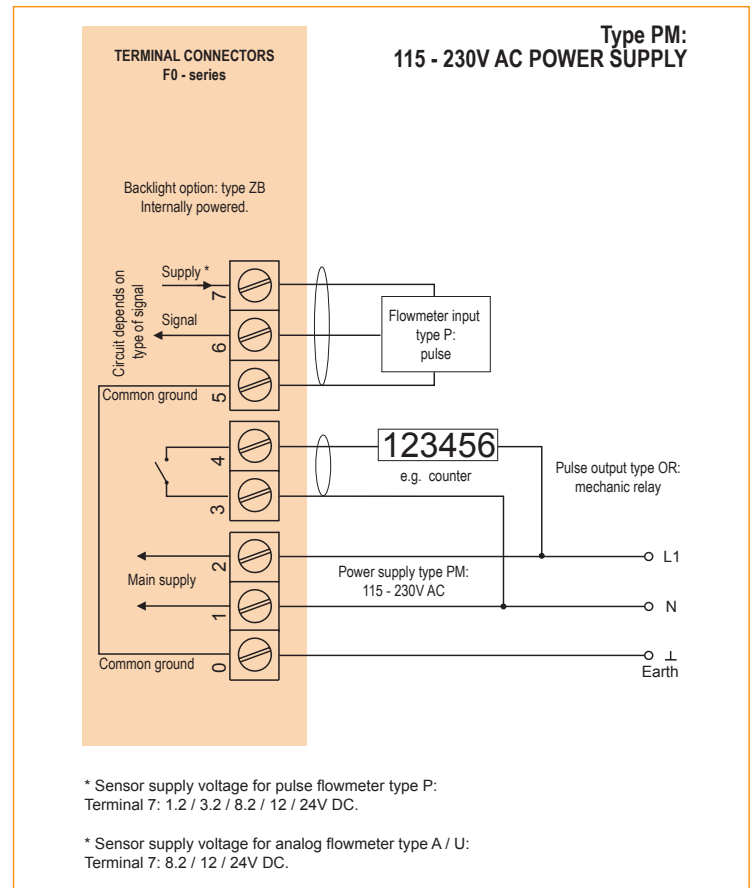 Type PM:
115 - 230V AC POWER SUPPLY
TERMINAL CONNECTORS
F0 - series
Backlight option: type ZB
Internally powered.
Circuit depends on
type of signal
Supply *
7
Signal
6
Common ground
5
Flowmeter input
type P:
pulse
4
3
123456
e.g. counter
Pulse output type OR:
mechanic relay
2
Main supply
1
Power supply type PM:
115 - 230V AC
L1
N
Common ground
0
Earth
* Sensor supply voltage for pulse flowmeter type P:
Terminal 7: 1.2 / 3.2 / 8.2 / 12 / 24V DC.
* Sensor supply voltage for analog flowmeter type A / U:
Terminal 7: 8.2 / 12 / 24V DC.